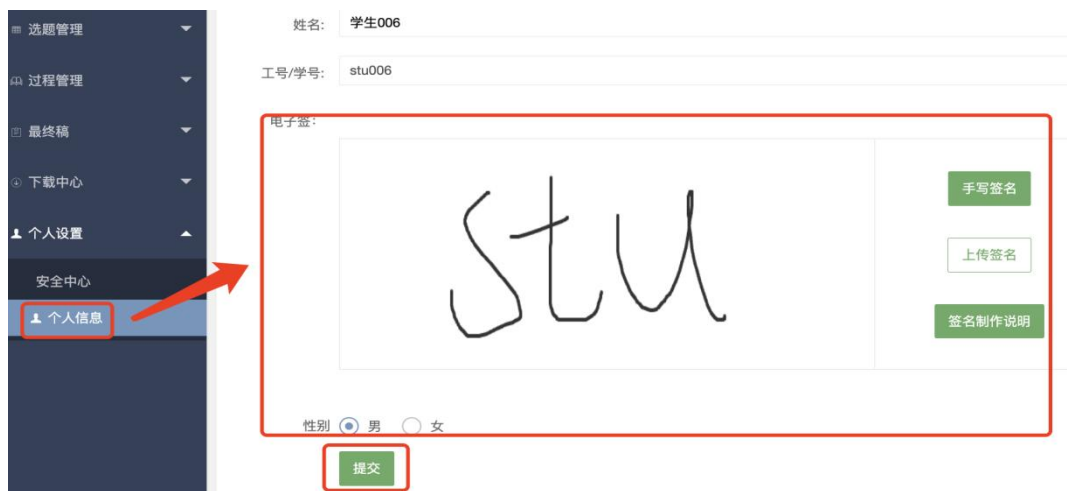 选题管理
过程管理
最终稿
下载中心
个人设置
安全中心
个人信息
姓名: 学生006
工号/学号: stu006
电子签:
stu
手写签名
上传签名
签名制作说明
性别 男 女
提交